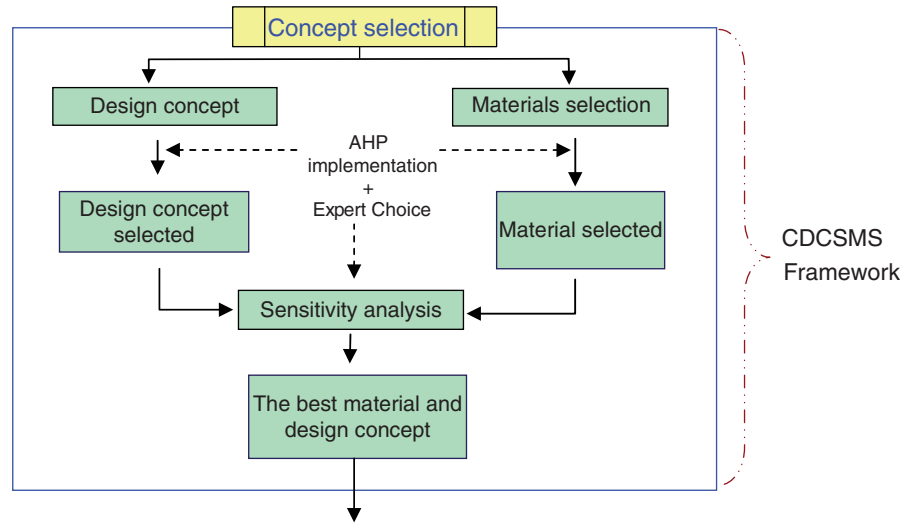 Concept selection
Design concept
Materials selection
AHP
implementation
+
Expert Choice
Design concept
selected
Material selected
CDCSMS
Framework
Sensitivity analysis
The best material and
design concept